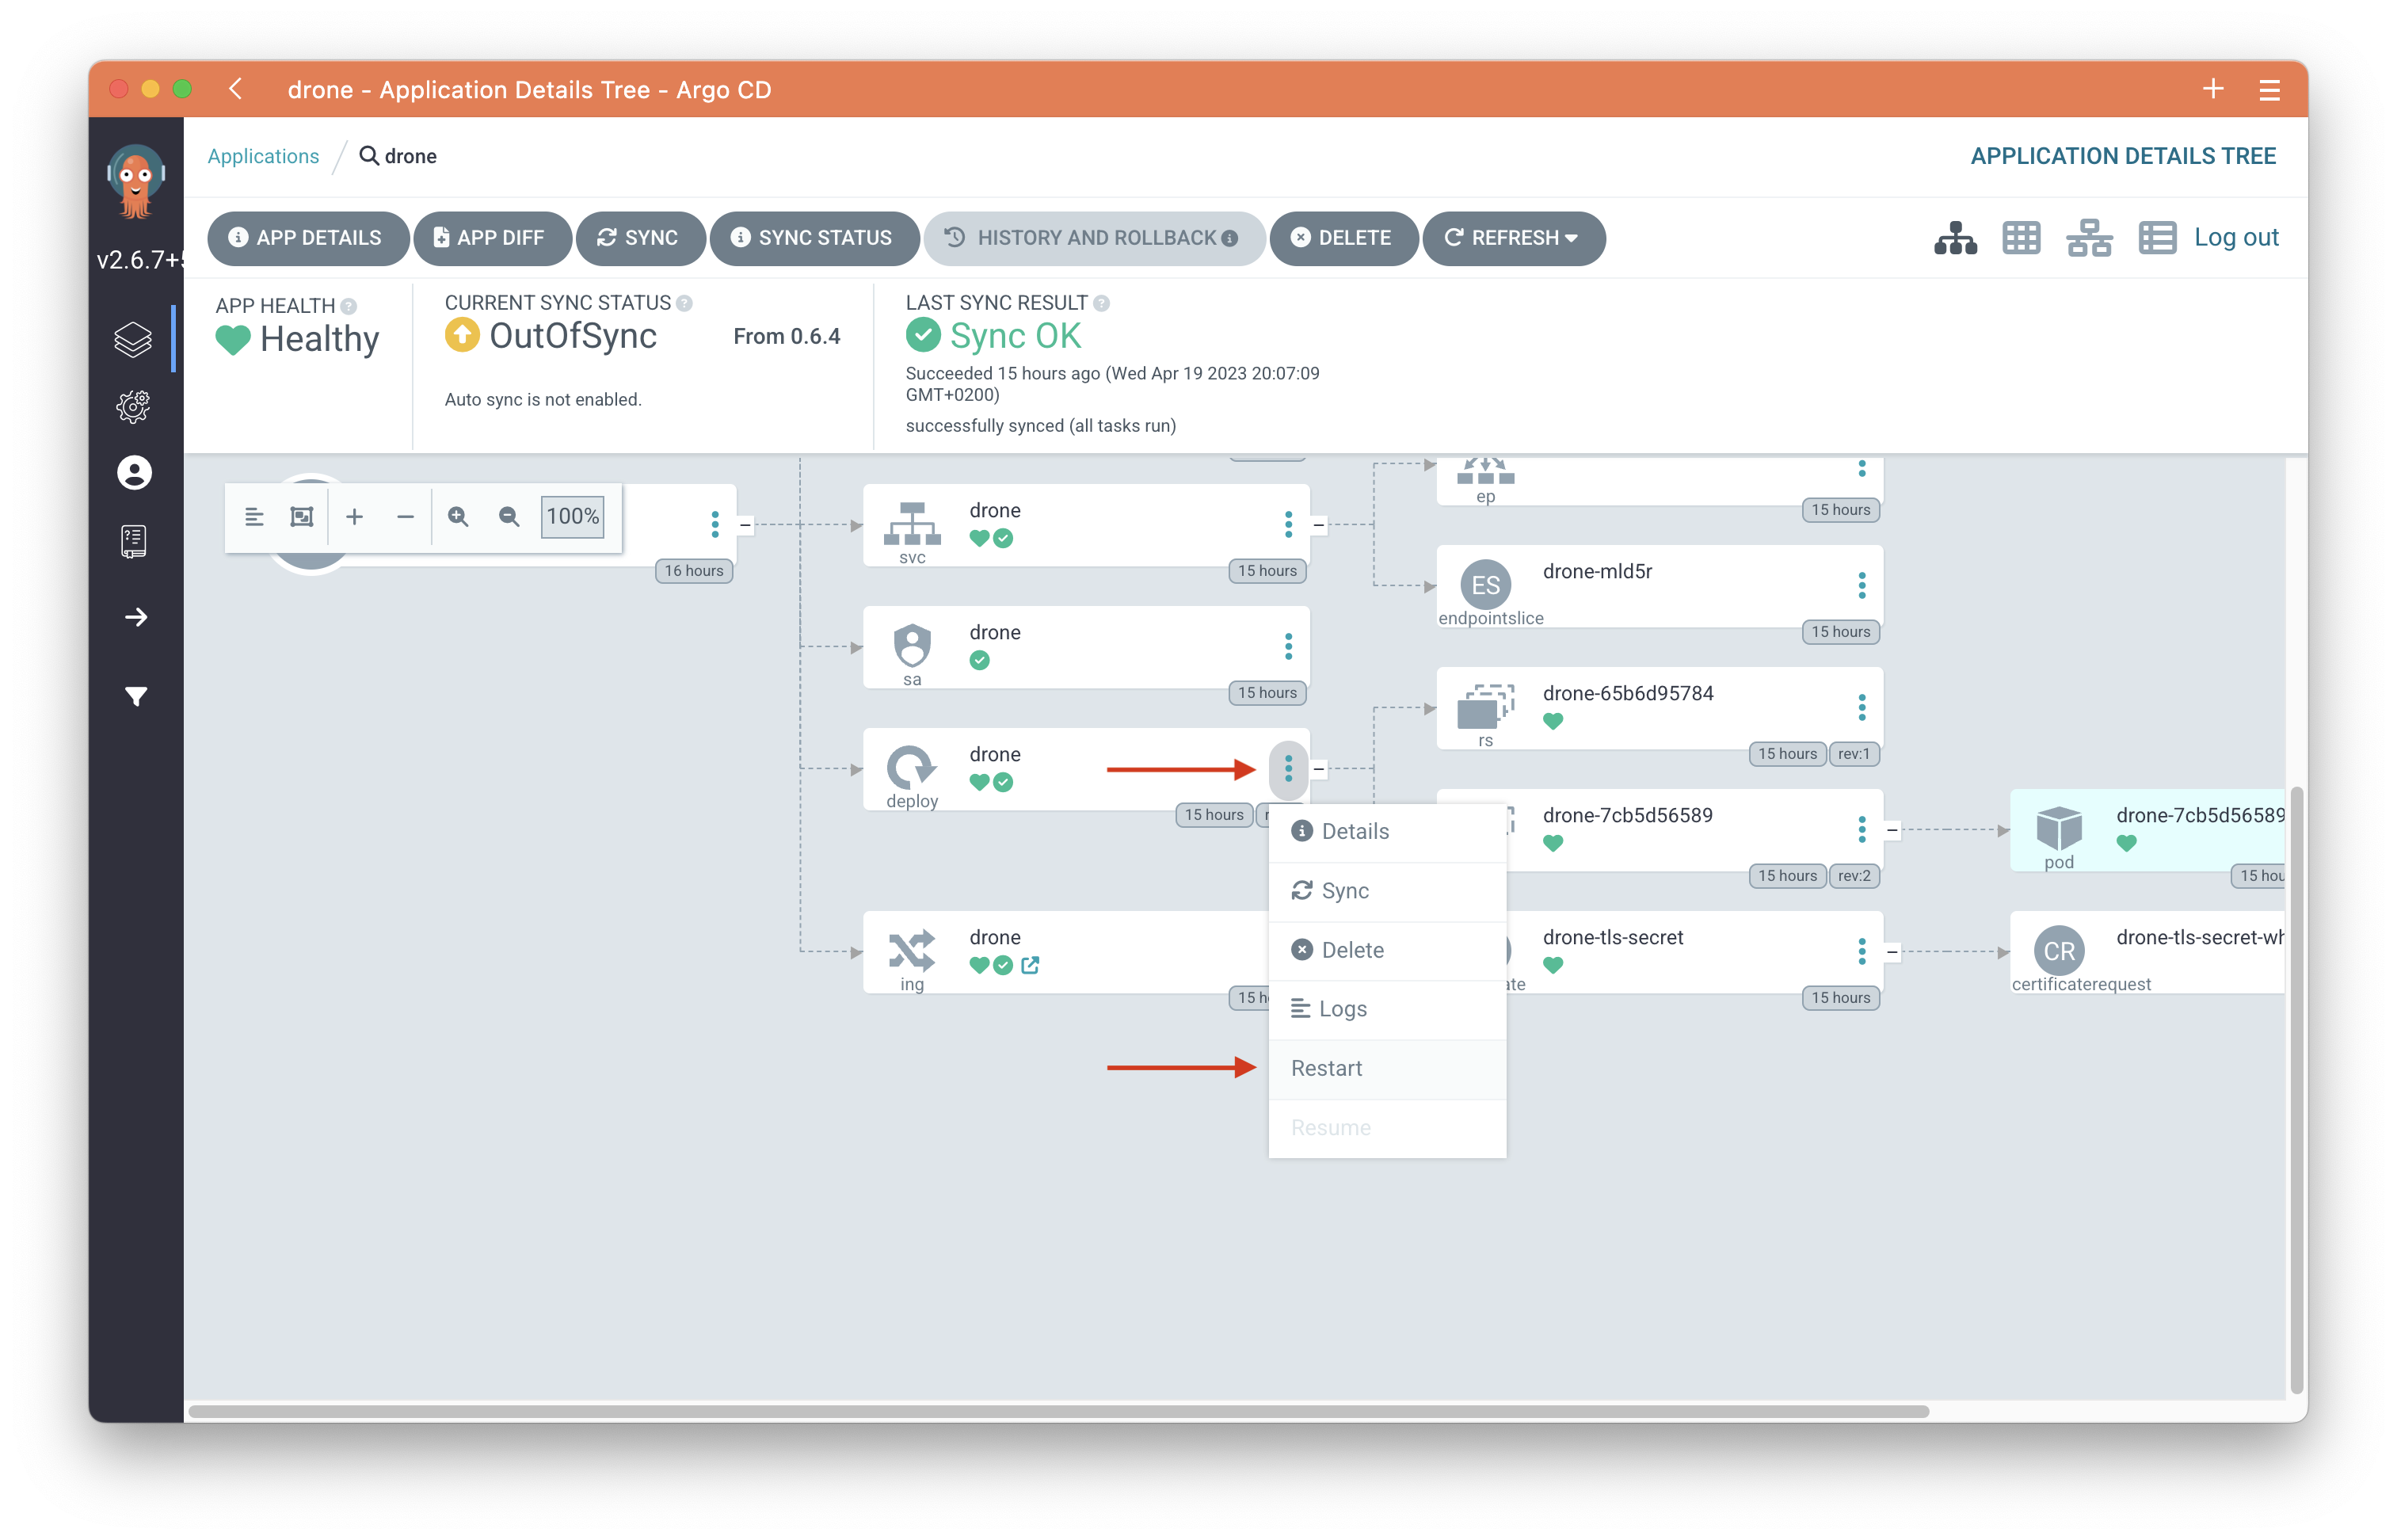 drone - Application Details Tree - Argo CD
Applications / drone
APPLICATION DETAILS TREE
v2.6.7+
APP DETAILS
APP DIFF
SYNC
SYNC STATUS
HISTORY AND ROLLBACK
DELETE
REFRESH
Log out
APP HEALTH
Healthy
CURRENT SYNC STATUS
OutOfSync
From 0.6.4
Auto sync is not enabled.
LAST SYNC RESULT
Sync OK
Succeeded 15 hours ago (Wed Apr 19 2023 20:07:09
GMT+0200)
successfully synced (all tasks run)
100%
16 hours
drone
svc
15 hours
ep
15 hours
ES
drone-mld5r
endpointslice
15 hours
drone
sa
15 hours
drone-65b6d95784
rs
15 hours
rev:1
drone
deploy
15 hours
drone-7cb5d56589
15 hours
rev:2
drone-7cb5d56589
pod
15 hou
drone
ing
15 h
drone-tls-secret
ate
15 hours
CR
drone-tls-secret-wh
certificaterequest
Details
Sync
Delete
Logs
Restart
Resume